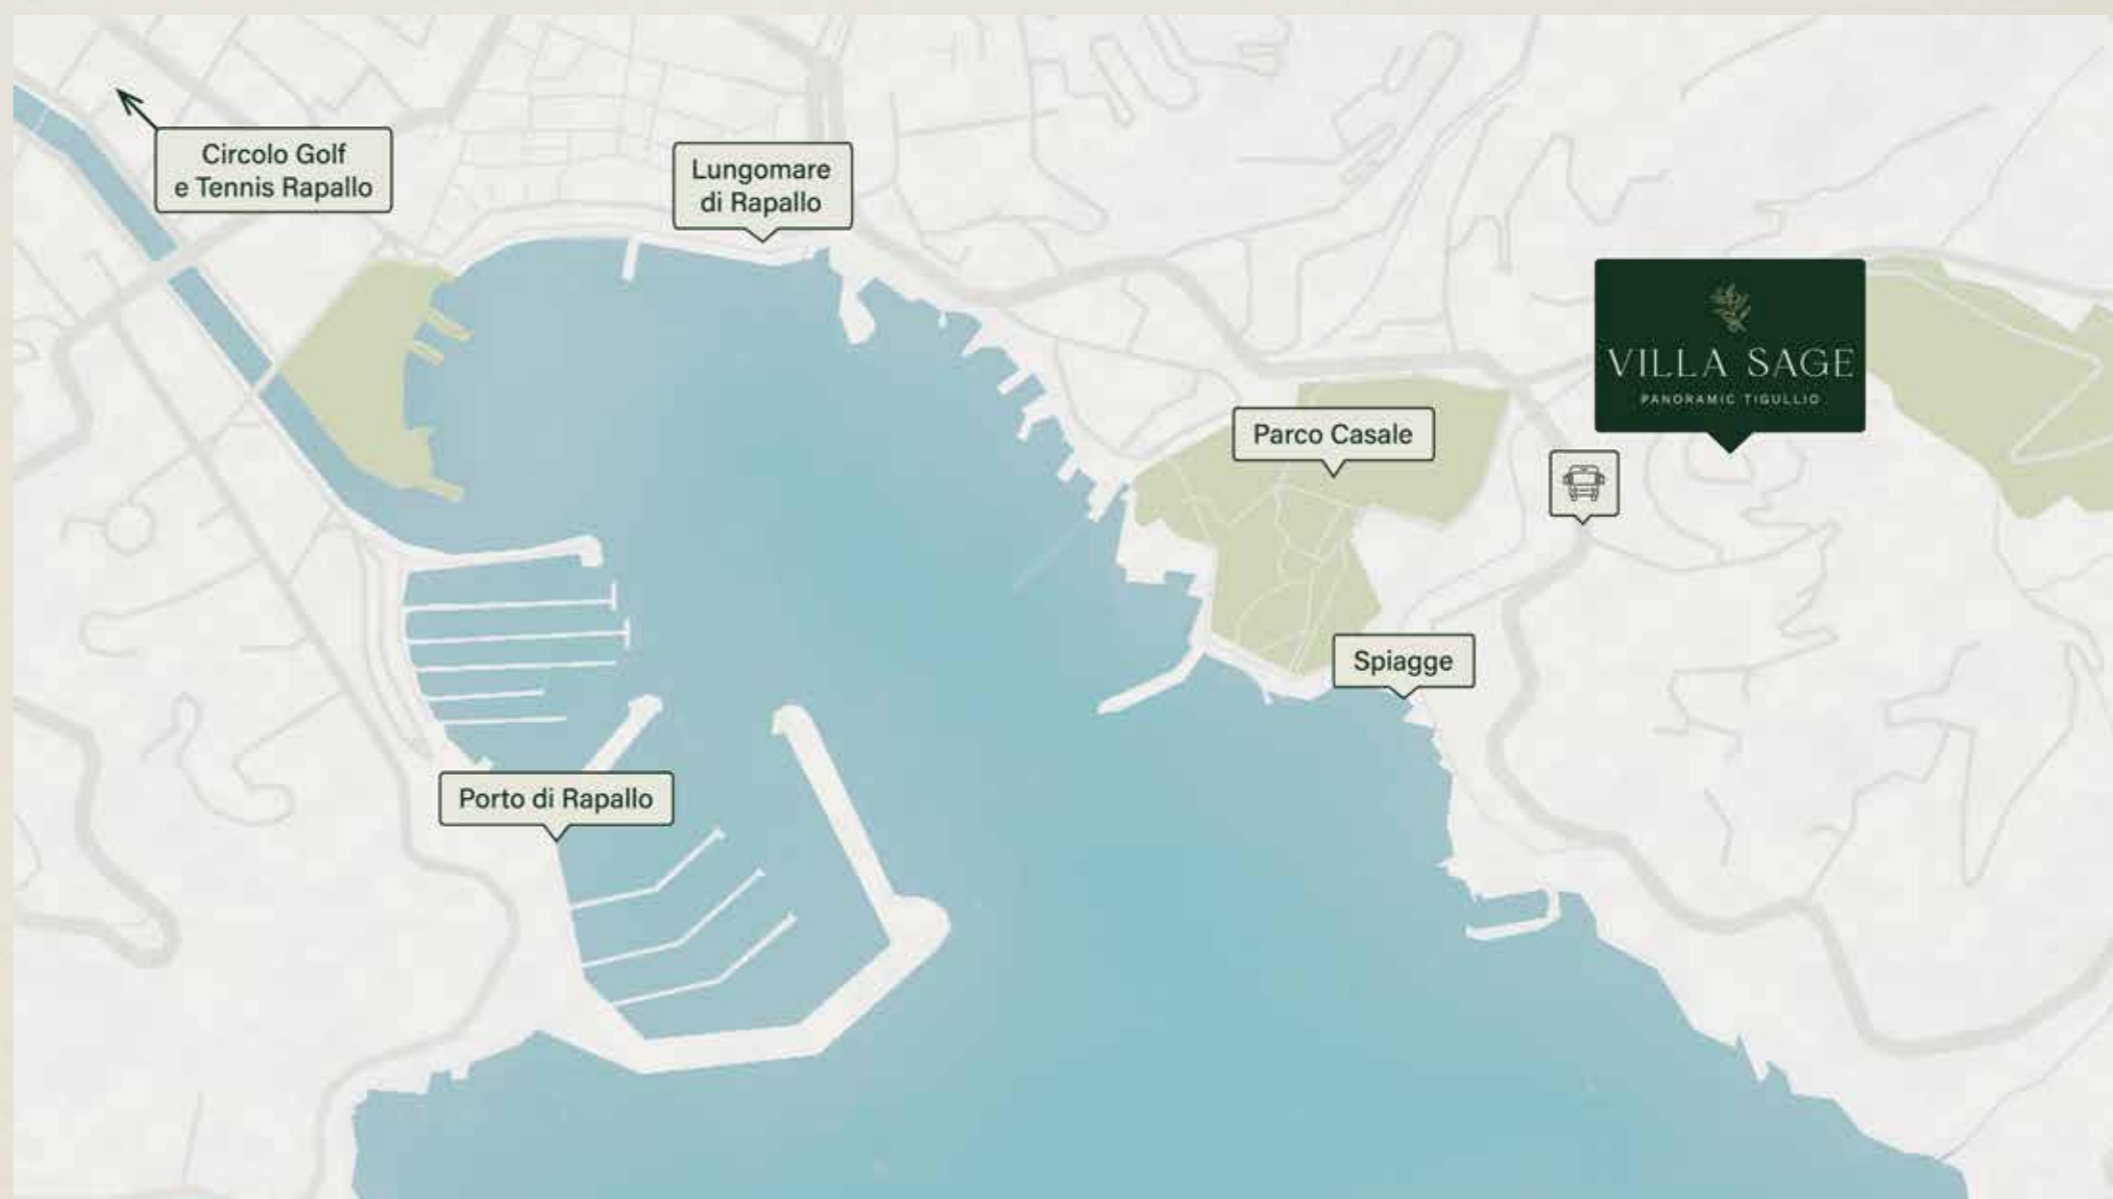 Circolo Golf
e Tennis Rapallo
Lungomare
di Rapallo
VILLA SAGE
PANORAMIC TIGULLIO
Parco Casale
Spiagge
Porto di Rapallo